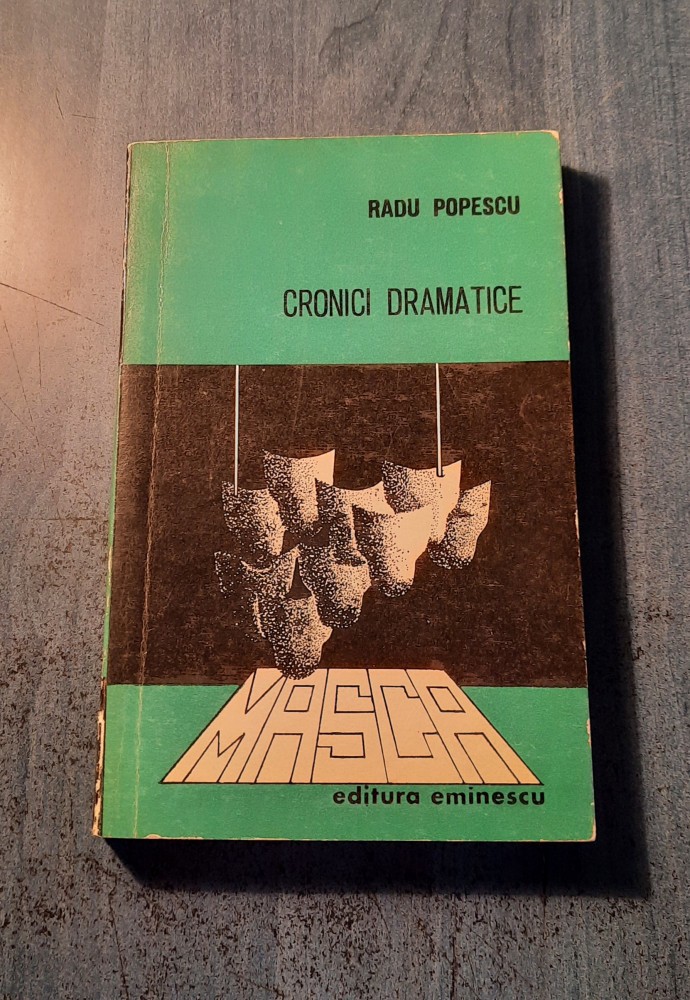 RADU POPESCU
CRONICI DRAMATICE
MASCA
editura eminescu